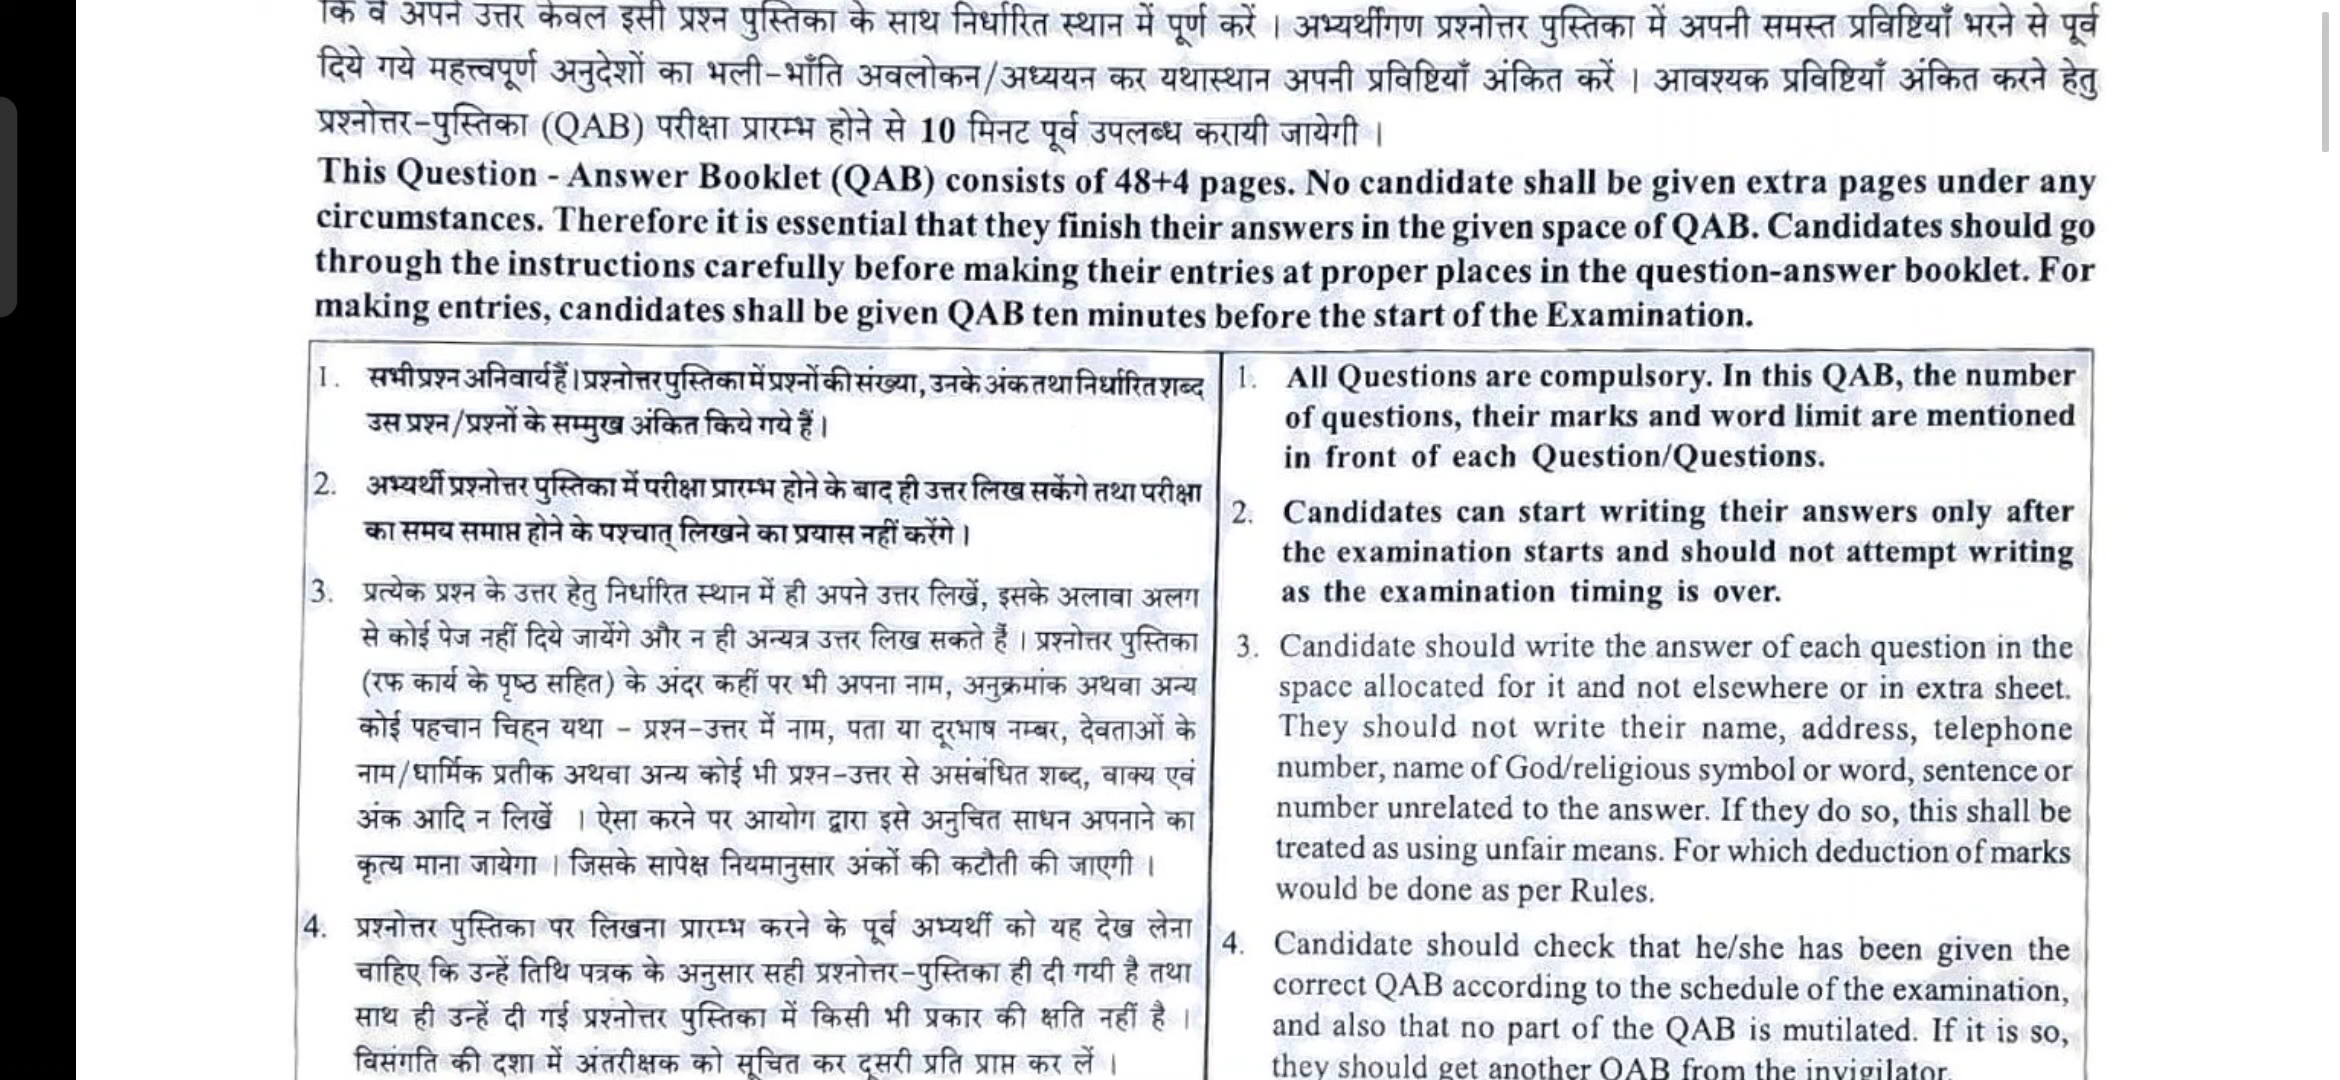 कि वे अपने उत्तर केवल इसी प्रश्न पुस्तिका के साथ निर्धारित स्थान में पूर्ण करें । अभ्यर्थीगण प्रश्नोत्तर पुस्तिका में अपनी समस्त प्रविष्टियाँ भरने से पूर्व
दिये गये महत्त्वपूर्ण अनुदेशों का भली-भाँति अवलोकन/अध्ययन कर यथास्थान अपनी प्रविष्टियाँ अंकित करें । आवश्यक प्रविष्टियाँ अंकित करने हेतु
प्रश्नोत्तर-पुस्तिका (QAB) परीक्षा प्रारम्भ होने से 10 मिनट पूर्व उपलब्ध करायी जायेगी ।
This Question - Answer Booklet (QAB) consists of 48+4 pages. No candidate shall be given extra pages under any
circumstances. Therefore it is essential that they finish their answers in the given space of QAB. Candidates should go
through the instructions carefully before making their entries at proper places in the question-answer booklet. For
making entries, candidates shall be given QAB ten minutes before the start of the Examination.
1. सभी प्रश्न अनिवार्य हैं। प्रश्नोत्तर पुस्तिका में प्रश्नों की संख्या, उनके अंक तथा निर्धारित शब्द
उस प्रश्न/प्रश्नों के सम्मुख अंकित किये गये हैं।
2. अभ्यर्थी प्रश्नोत्तर पुस्तिका में परीक्षा प्रारम्भ होने के बाद ही उत्तर लिख सकेंगे तथा परीक्षा
का समय समाप्त होने के पश्चात् लिखने का प्रयास नहीं करेंगे।
3. प्रत्येक प्रश्न के उत्तर हेतु निर्धारित स्थान में ही अपने उत्तर लिखें, इसके अलावा अलग
से कोई पेज नहीं दिये जायेंगे और न ही अन्यत्र उत्तर लिख सकते हैं । प्रश्नोत्तर पुस्तिका
(रफ कार्य के पृष्ठ सहित) के अंदर कहीं पर भी अपना नाम, अनुक्रमांक अथवा अन्य
कोई पहचान चिह्न यथा - प्रश्न-उत्तर में नाम, पता या दूरभाष नम्बर, देवताओं के
नाम/धार्मिक प्रतीक अथवा अन्य कोई भी प्रश्न-उत्तर से असंबंधित शब्द, वाक्य एवं
अंक आदि न लिखें । ऐसा करने पर आयोग द्वारा इसे अनुचित साधन अपनाने का
कृत्य माना जायेगा । जिसके सापेक्ष नियमानुसार अंकों की कटौती की जाएगी ।
4. प्रश्नोत्तर पुस्तिका पर लिखना प्रारम्भ करने के पूर्व अभ्यर्थी को यह देख लेना
चाहिए कि उन्हें तिथि पत्रक के अनुसार सही प्रश्नोत्तर-पुस्तिका ही दी गयी है तथा
साथ ही उन्हें दी गई प्रश्नोत्तर पुस्तिका में किसी भी प्रकार की क्षति नहीं है ।
विसंगति की दशा में अंतरीक्षक को सूचित कर दूसरी प्रति प्राप्त कर लें ।
1. All Questions are compulsory. In this QAB, the number
of questions, their marks and word limit are mentioned
in front of each Question/Questions.
2. Candidates can start writing their answers only after
the examination starts and should not attempt writing
as the examination timing is over.
3. Candidate should write the answer of each question in the
space allocated for it and not elsewhere or in extra sheet.
They should not write their name, address, telephone
number, name of God/religious symbol or word, sentence or
number unrelated to the answer. If they do so, this shall be
treated as using unfair means. For which deduction of marks
would be done as per Rules.
4. Candidate should check that he/she has been given the
correct QAB according to the schedule of the examination,
and also that no part of the QAB is mutilated. If it is so,
they should get another QAB from the invigilator.